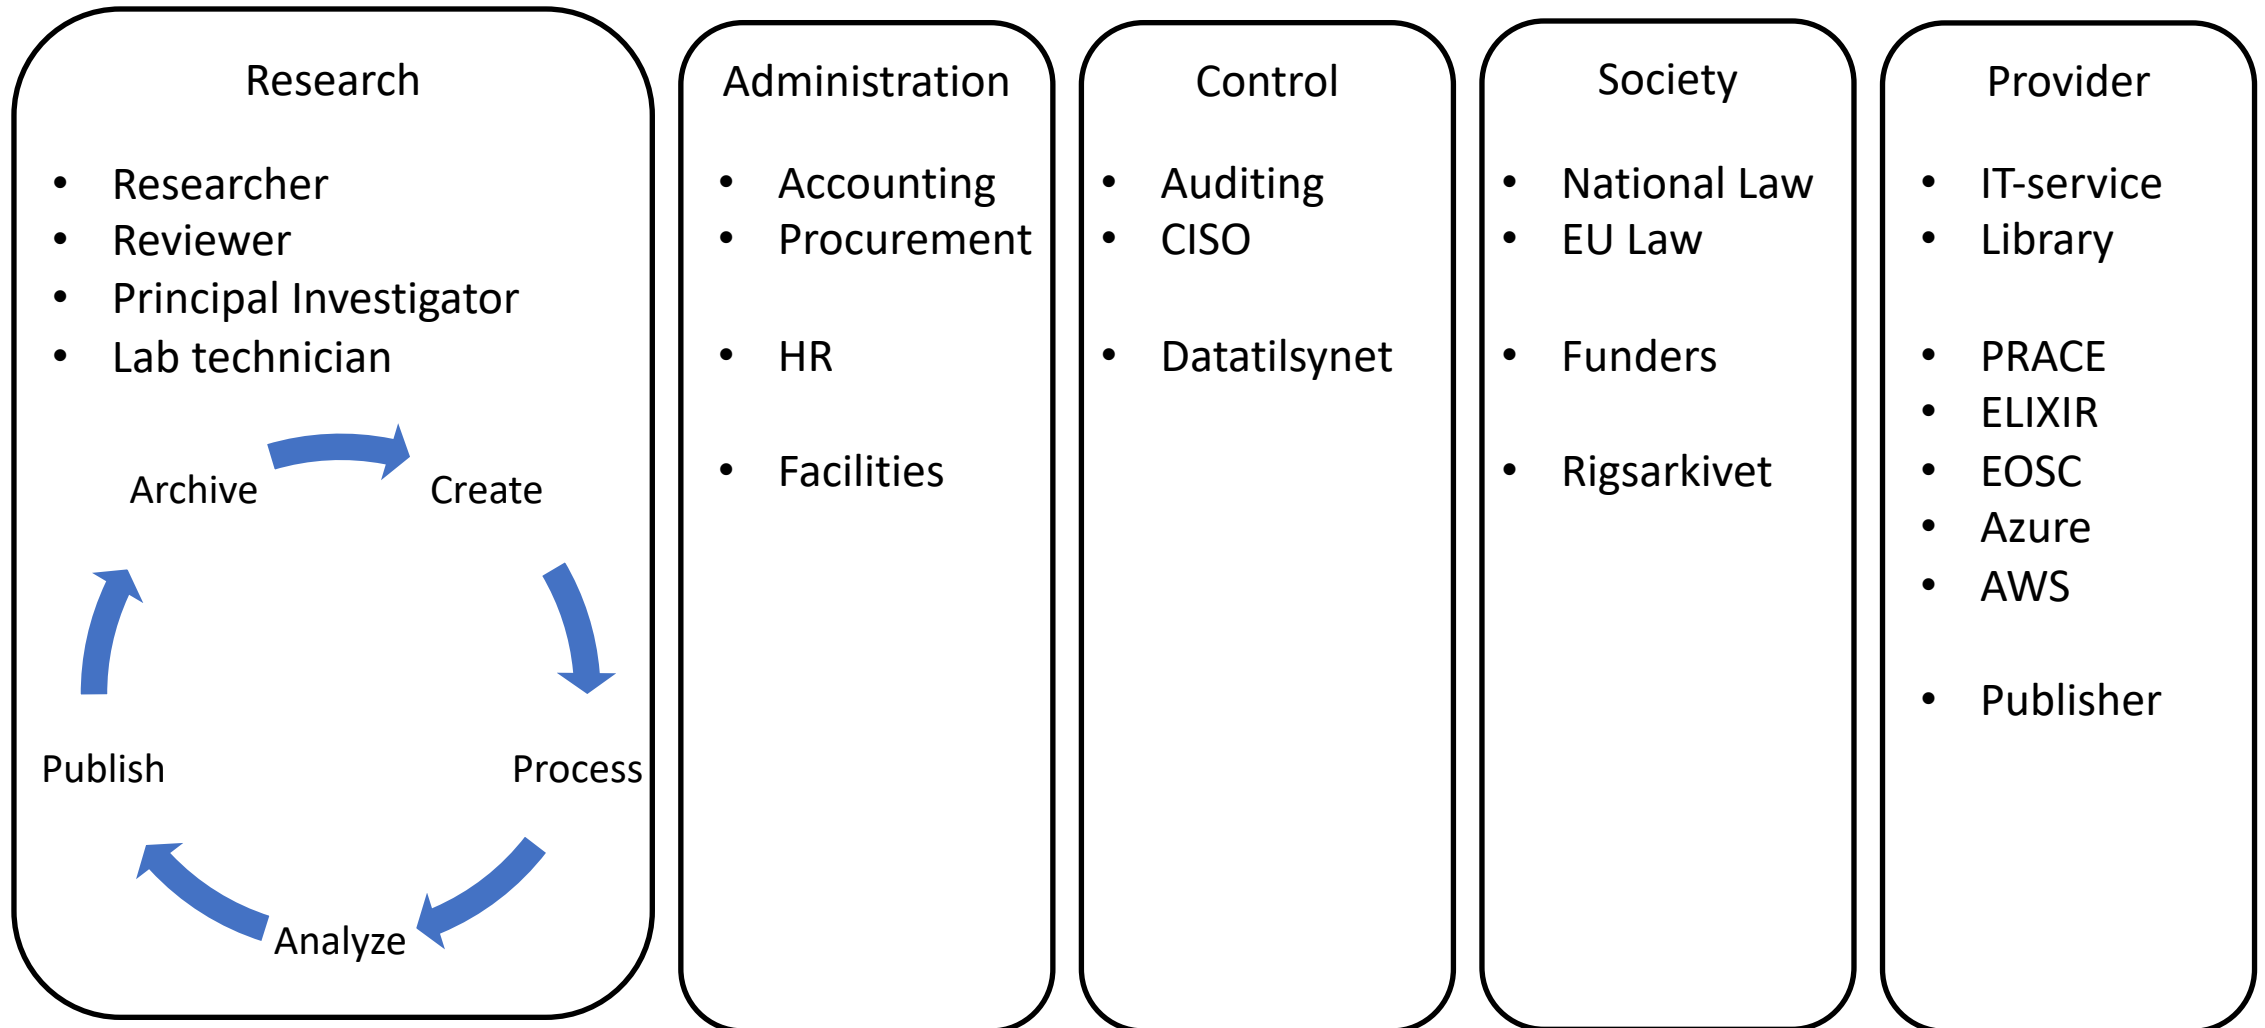 Research
• Researcher
• Reviewer
• Principal Investigator
• Lab technician
Archive
Create
Publish
Process
Analyze
Administration
• Accounting
• Procurement
• HR
• Facilities
Control
• Auditing
• CISO
• Datatilsynet
Society
• National Law
• EU Law
• Funders
• Rigsarkivet
Provider
• IT-service
• Library
• PRACE
• ELIXIR
• EOSC
• Azure
• AWS
• Publisher